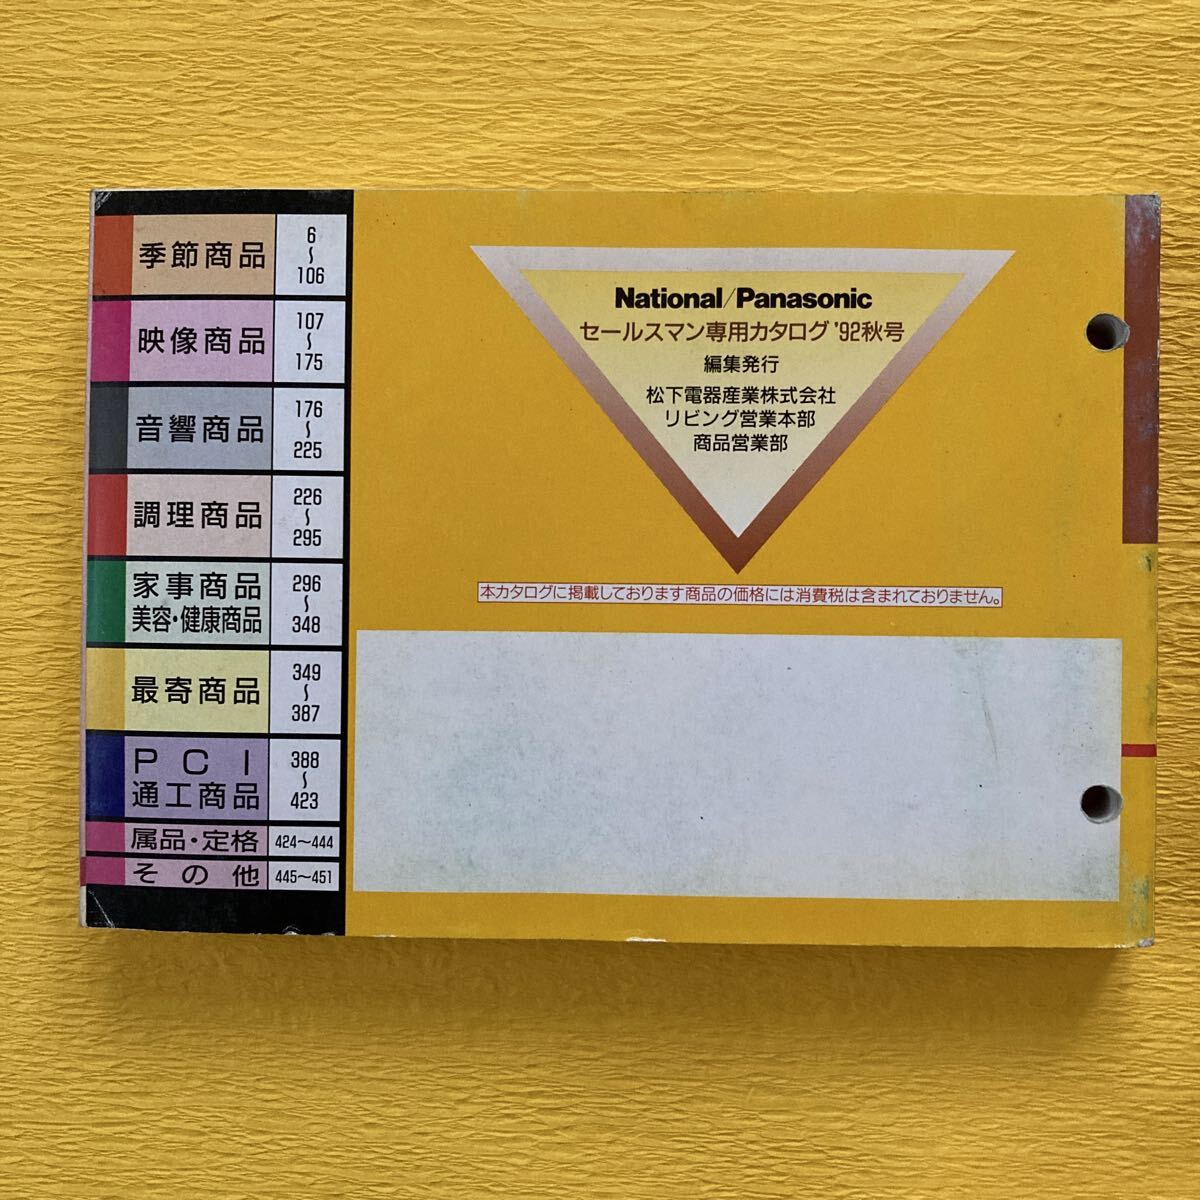 季節商品
6
~
106
映像商品
107
~
175
音響商品
176
~
225
調理商品
226
~
295
家事商品
美容・健康商品
296
~
348
最寄商品
349
~
387
PCI
通工商品
388
~
423
属品・定格
424~444
その他
445~451
National/Panasonic
セールスマン専用カタログ'92秋号
編集発行
松下電器産業株式会社
リビング営業本部
商品営業部
本カタログに掲載しております商品の価格には消費税は含まれておりません。